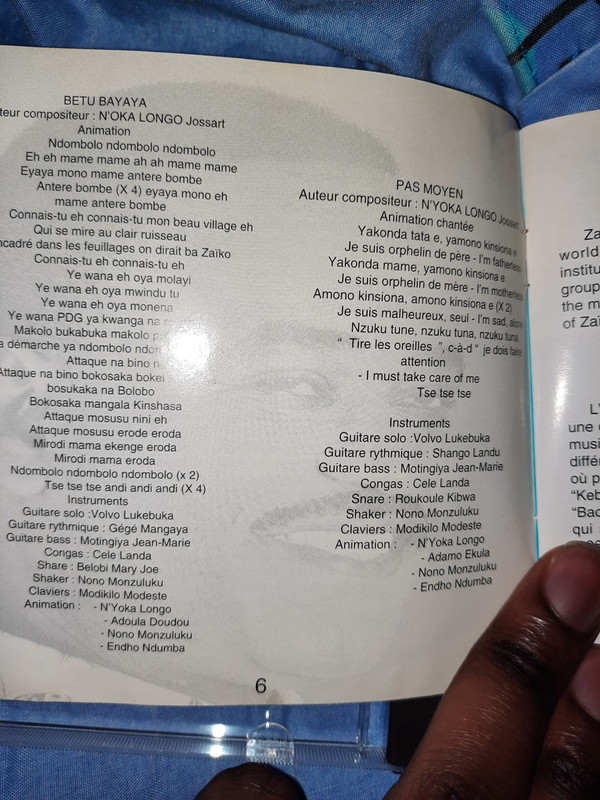 BETU BAYAYA
teur compositeur : N'OKA LONGO Jossart
Animation
Ndombolo ndombolo ndombolo
Eh eh mame mame ah ah mame mame
Eyaya mono mame antere bombe
Antere bombe (X 4) eyaya mono eh
mame antere bombe
Connais-tu eh connais-tu mon beau village eh
Qui se mire au clair ruisseau
ncadré dans les feuillages on dirait ba Zaïko
Connais-tu eh connais-tu eh
Ye wana eh oya molayi
Ye wana eh oya mwindu tu
Ye wana eh oya monena
Ye wana PDG ya kwanga na
Makolo bukabuka makolo
a démarche ya ndombolo
Attaque na bino
Attaque na bino bokosaka bokei
bosukaka na Bolobo
Bokosaka mangala Kinshasa
Attaque mosusu nini eh
Attaque mosusu erode eroda
Mirodi mama ekenge eroda
Mirodi mama eroda
Ndombolo ndombolo ndombolo (x 2)
Tse tse tse andi andi andi (X 4)
Instruments
Guitare solo :Volvo Lukebuka
Guitare rythmique : Gégé Mangaya
Guitare bass : Motingiya Jean-Marie
Congas : Cele Landa
Share : Belobi Mary Joe
Shaker : Nono Monzuluku
Claviers : Modikilo Modeste
Animation : - N'Yoka Longo
- Adoula Doudou
- Nono Monzuluku
- Endho Ndumba
PAS MOYEN
Auteur compositeur : N'YOKA LONGO Jossart
Animation chantée
Yakonda tata e, yamono kinsiona e
Je suis orphelin de père - I'm fatherless
Yakonda mame, yamono kinsiona e
Je suis orphelin de mère - I'm motherless
Amono kinsiona, amono kinsiona e (X 2)
Je suis malheureux, seul - I'm sad, alone
Nzuku tune, nzuku tuna, nzuku tuna
“ Tire les oreilles ”, c-à-d “ je dois faire
attention
- I must take care of me
Tse tse tse
Instruments
Guitare solo :Volvo Lukebuka
Guitare rythmique : Shango Landu
Guitare bass : Motingiya Jean-Marie
Congas : Cele Landa
Snare : Roukoule Kibwa
Shaker : Nono Monzuluku
Claviers : Modikilo Modeste
Animation : - N'Yoka Longo
- Adamo Ekula
- Nono Monzuluku
- Endho Ndumba
6
Za
world
institu
group
the m
of Zaï
L'
une
musi
différ
où p
“Keb
“Bac
qui